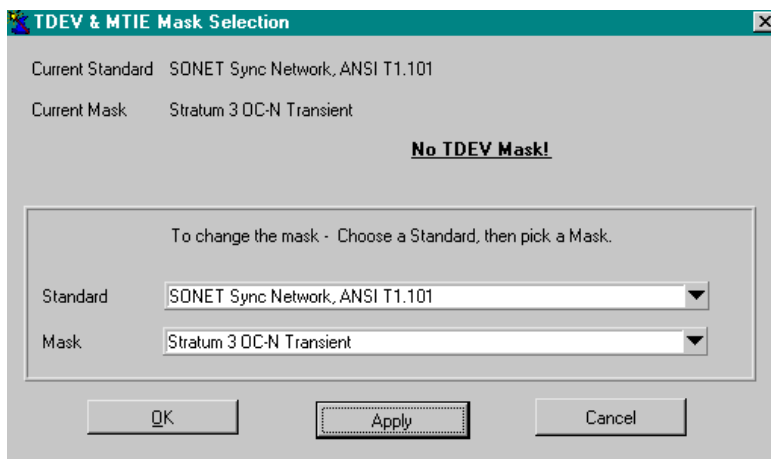 TDEV & MTIE Mask Selection
Current Standard SONET Sync Network, ANSI T1.101
Current Mask Stratum 3 OC-N Transient
No TDEV Mask!
To change the mask - Choose a Standard, then pick a Mask.
Standard SONET Sync Network, ANSI T1.101
Mask Stratum 3 OC-N Transient
OK Apply Cancel